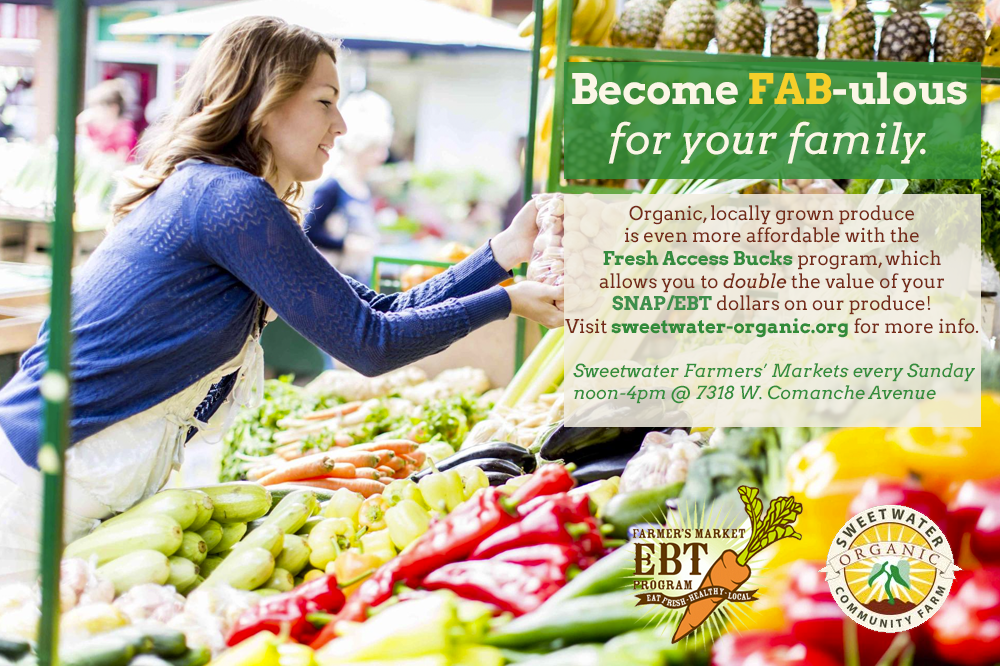 Become FAB-ulous
for your family.
Organic, locally grown produce
is even more affordable with the
Fresh Access Bucks program, which
allows you to double the value of your
SNAP/EBT dollars on our produce!
Visit sweetwater-organic.org for more info.
Sweetwater Farmers' Markets every Sunday
noon-4pm @ 7318 W. Comanche Avenue
FARMER'S MARKET
EBT
PROGRAM
EAT FRESH·HEALTHY·LOCAL
SWEETWATER
ORGANIC
COMMUNITY FARM